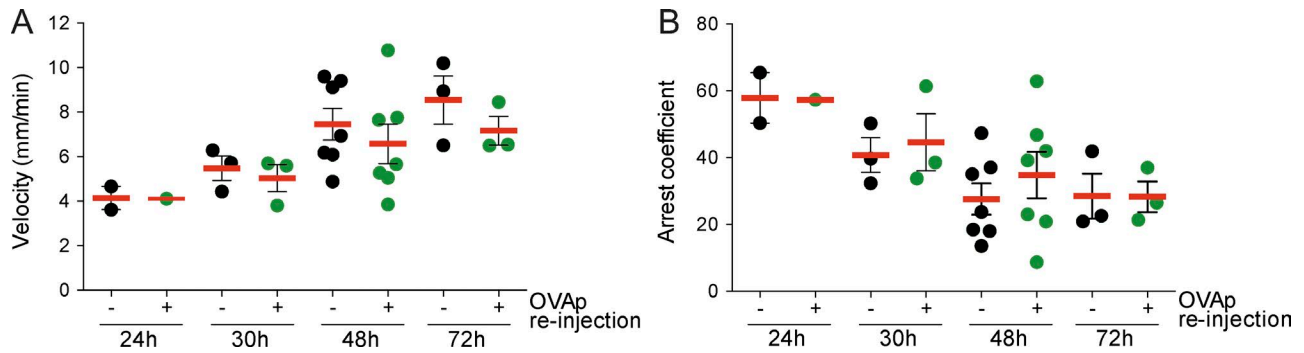 A
B
Velocity (mm/min)
12
10
8
6
4
2
0
- + - + - + - +
OVAp
re-injection
24h 30h 48h 72h
Arrest coefficient
80
60
40
20
0
- + - + - + - +
OVAp
re-injection
24h 30h 48h 72h